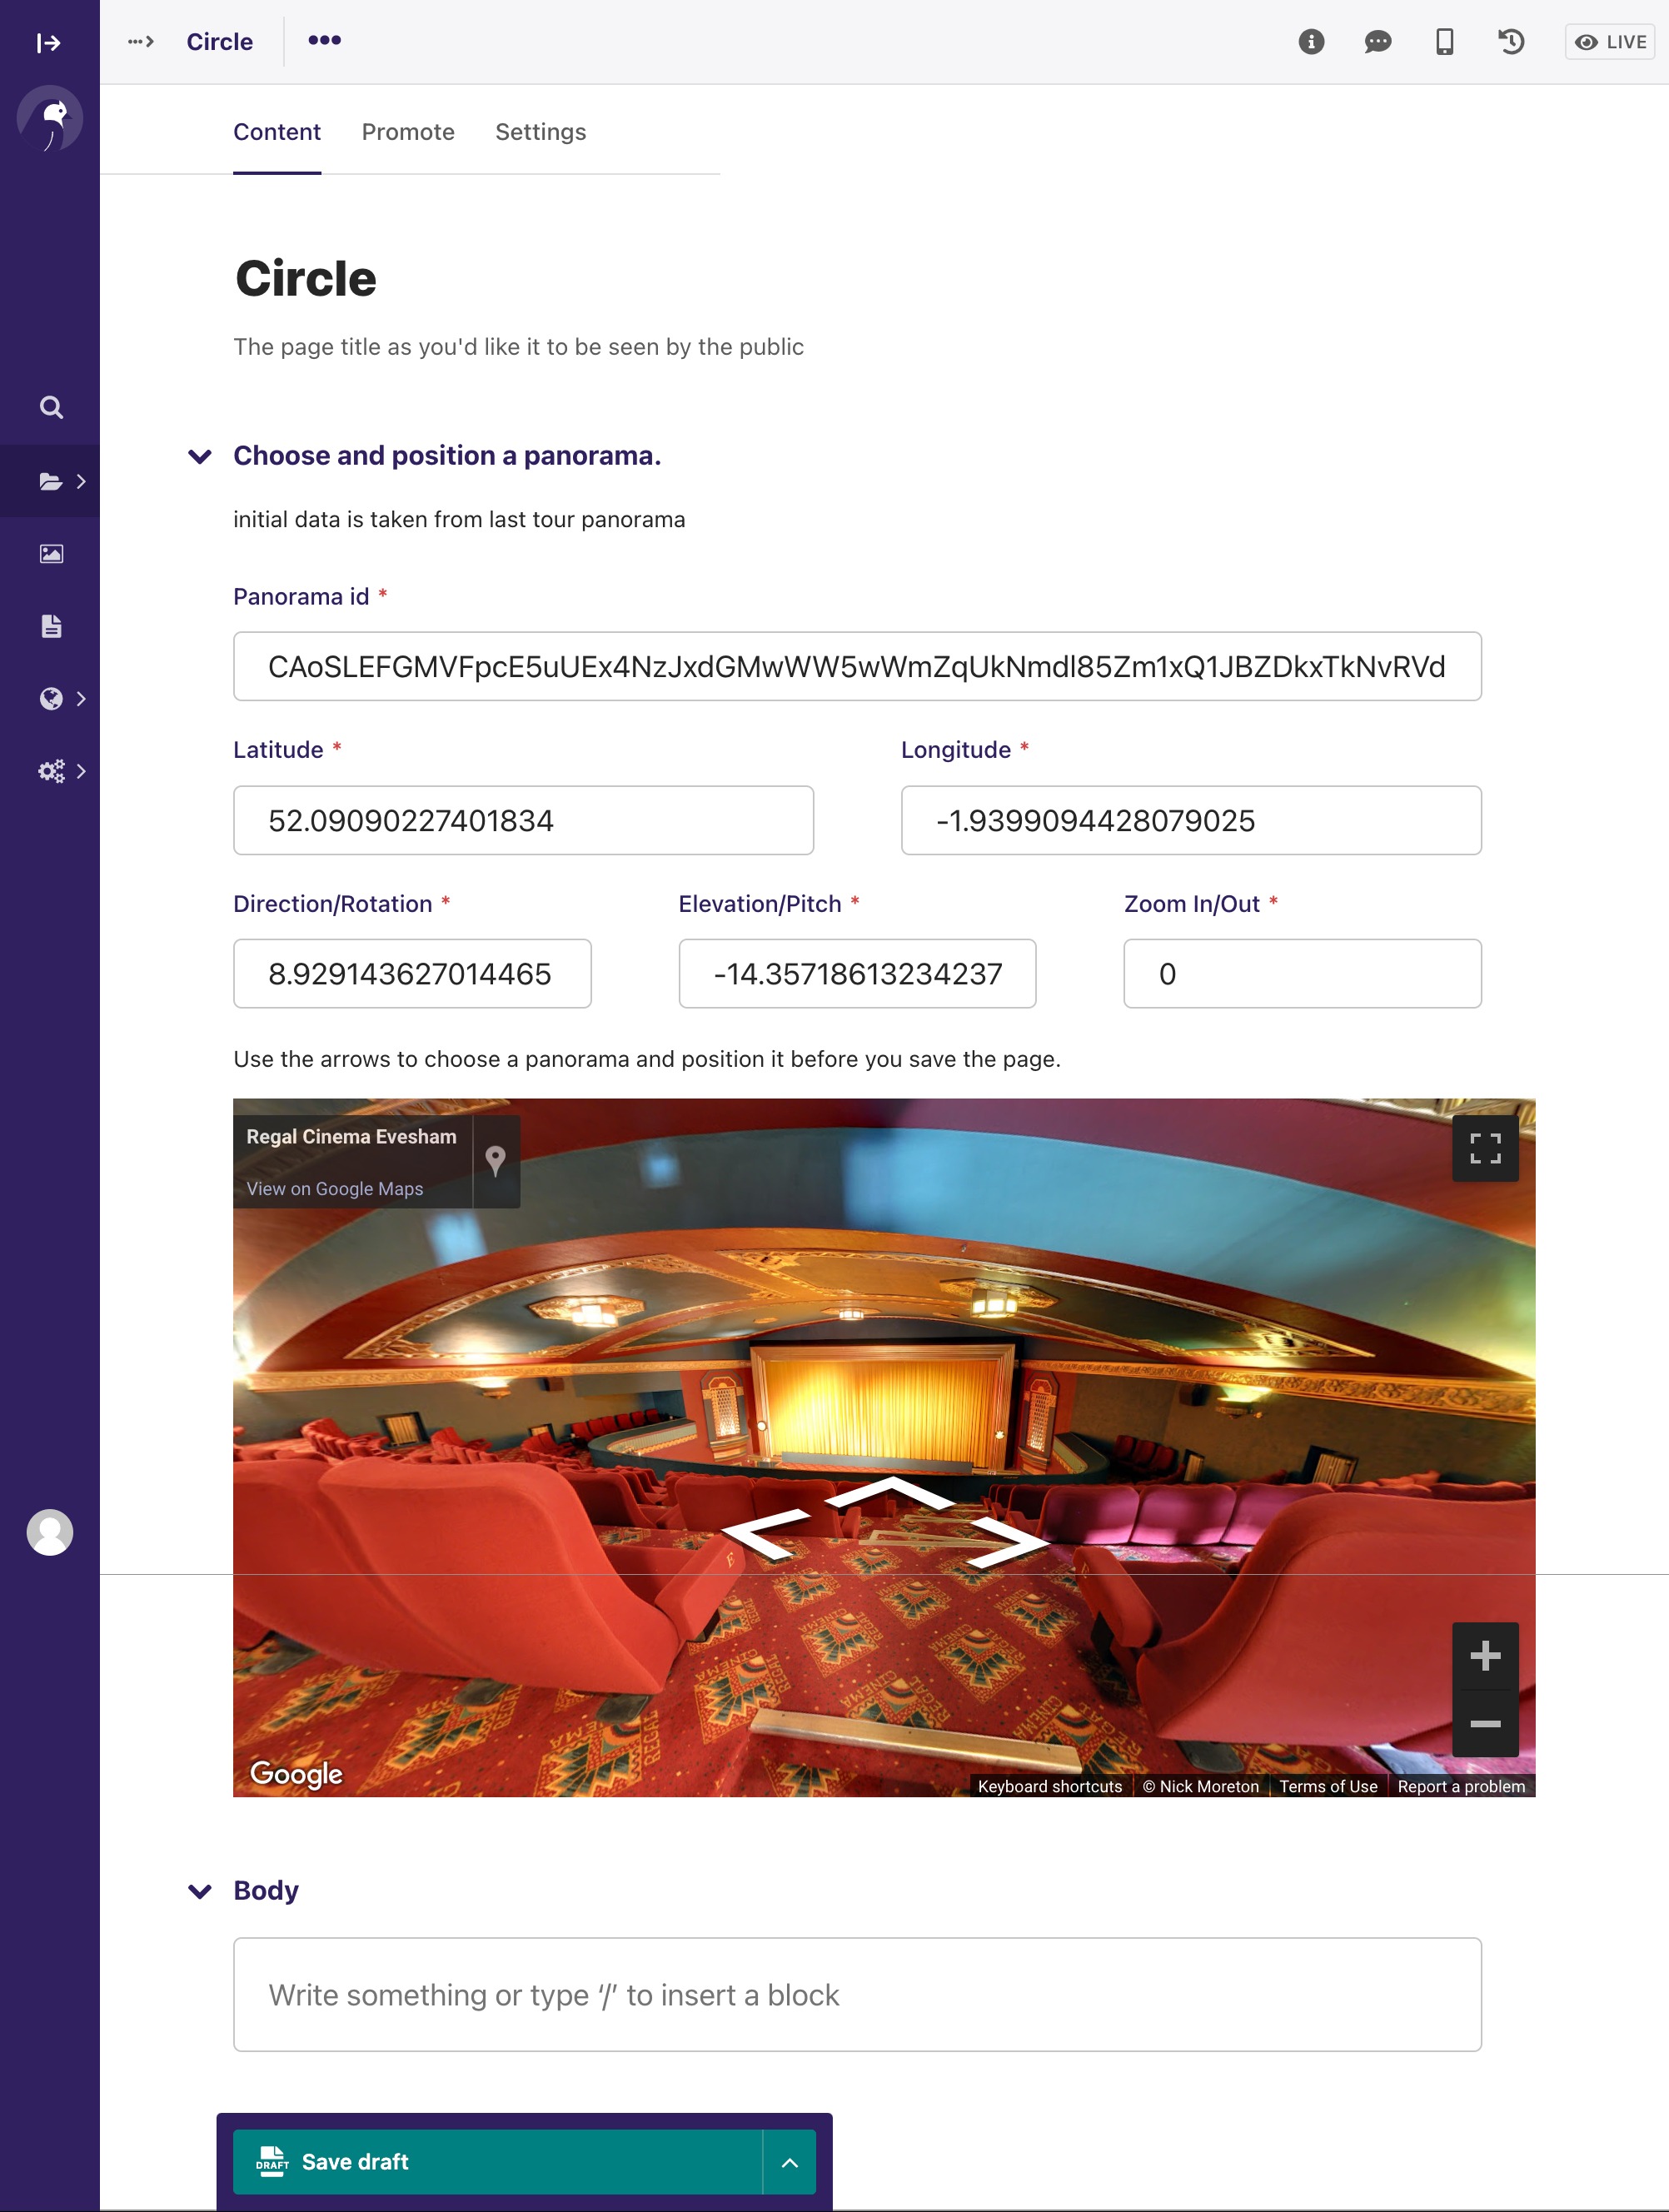 Circle
LIVE
Content Promote Settings
Circle
The page title as you'd like it to be seen by the public
Choose and position a panorama.
initial data is taken from last tour panorama
Panorama id *
CAoSLEFGMVFpcE5uUEx4NzJxdGMwWW5wWmZqUkNmdl85Zm1xQ1JBZDkxTkNvRVd
Latitude * Longitude *
52.09090227401834 -1.9399094428079025
Direction/Rotation * Elevation/Pitch * Zoom In/Out *
8.929143627014465 -14.35718613234237 0
Use the arrows to choose a panorama and position it before you save the page.
Regal Cinema Evesham
View on Google Maps
E
REGAL
CINEMA
Google
Keyboard shortcuts © Nick Moreton Terms of Use Report a problem
Body
Write something or type ‘/’ to insert a block
DRAFT Save draft